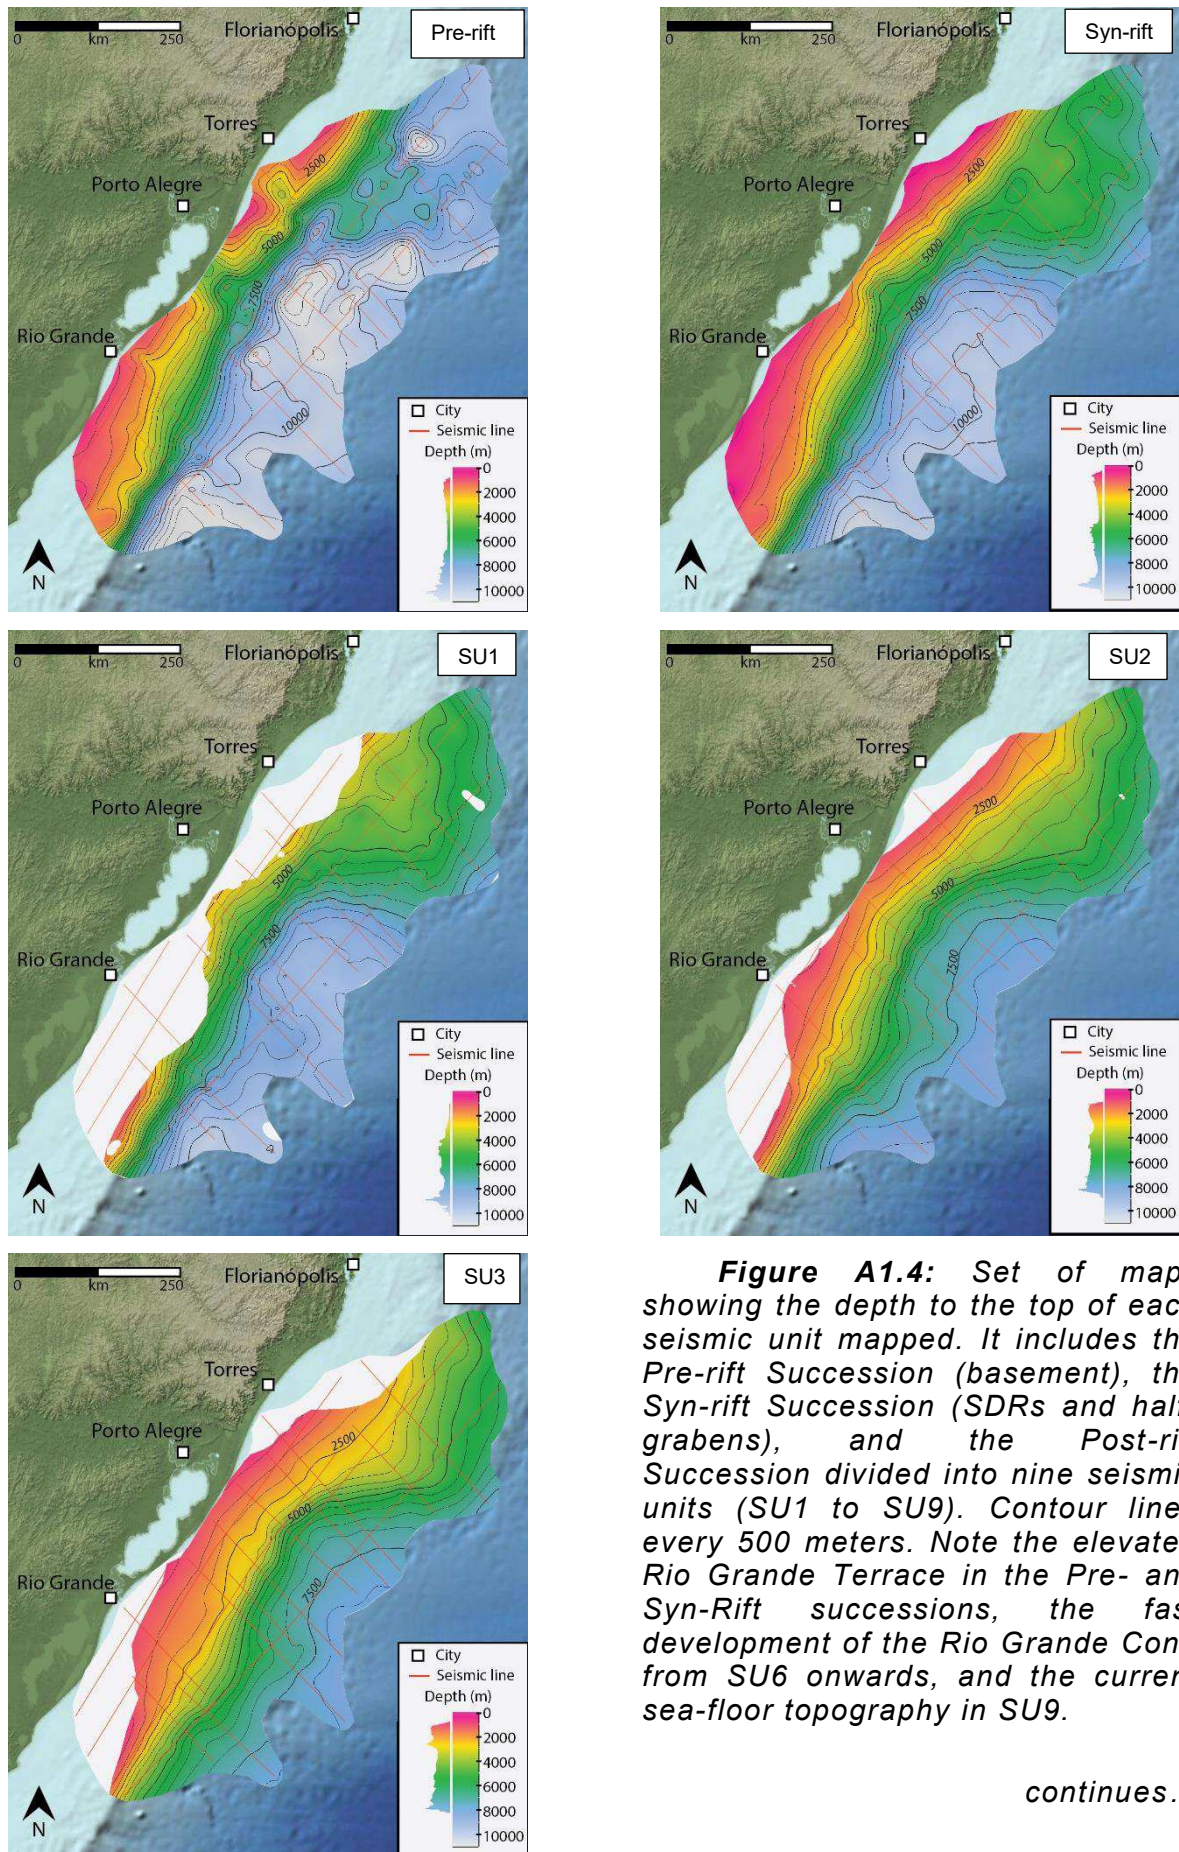 Florianópolis
Pre-rift
0 km 250
Torres
2500
Porto Alegre
5000
7500
Rio Grande
10000
City
Seismic line
Depth (m)
0
2000
4000
6000
8000
10000
N
Florianópolis
Syn-rift
0 km 250
Torres
2500
Porto Alegre
5000
7500
Rio Grande
10000
City
Seismic line
Depth (m)
0
2000
4000
6000
8000
10000
N
Florianópolis
SU1
0 km 250
Torres
Porto Alegre
5000
7500
Rio Grande
City
Seismic line
Depth (m)
0
2000
4000
6000
8000
10000
N
Florianópolis
SU2
0 km 250
Torres
2500
Porto Alegre
5000
7500
Rio Grande
City
Seismic line
Depth (m)
0
2000
4000
6000
8000
10000
N
Florianópolis
SU3
0 km 250
Torres
2500
Porto Alegre
5000
7500
Rio Grande
City
Seismic line
Depth (m)
0
2000
4000
6000
8000
10000
N
Figure A1.4: Set of map
showing the depth to the top of eac
seismic unit mapped. It includes th
Pre-rift Succession (basement), th
Syn-rift Succession (SDRs and half
grabens), and the Post-ri
Succession divided into nine seismi
units (SU1 to SU9). Contour line
every 500 meters. Note the elevate
Rio Grande Terrace in the Pre- an
Syn-Rift successions, the fas
development of the Rio Grande Con
from SU6 onwards, and the curren
sea-floor topography in SU9.
continues.